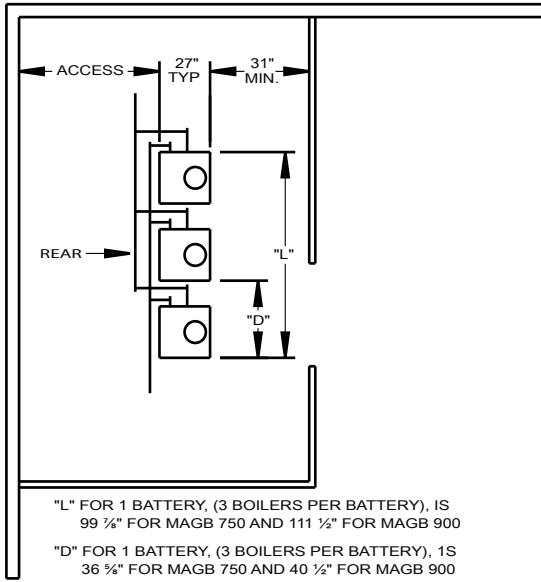 ACCESS
27"
TYP
31"
MIN.
REAR
"L"
"D"
"L" FOR 1 BATTERY, (3 BOILERS PER BATTERY), IS
99 ⅞" FOR MAGB 750 AND 111 ½" FOR MAGB 900
"D" FOR 1 BATTERY, (3 BOILERS PER BATTERY), 1S
36 ⅝" FOR MAGB 750 AND 40 ½" FOR MAGB 900